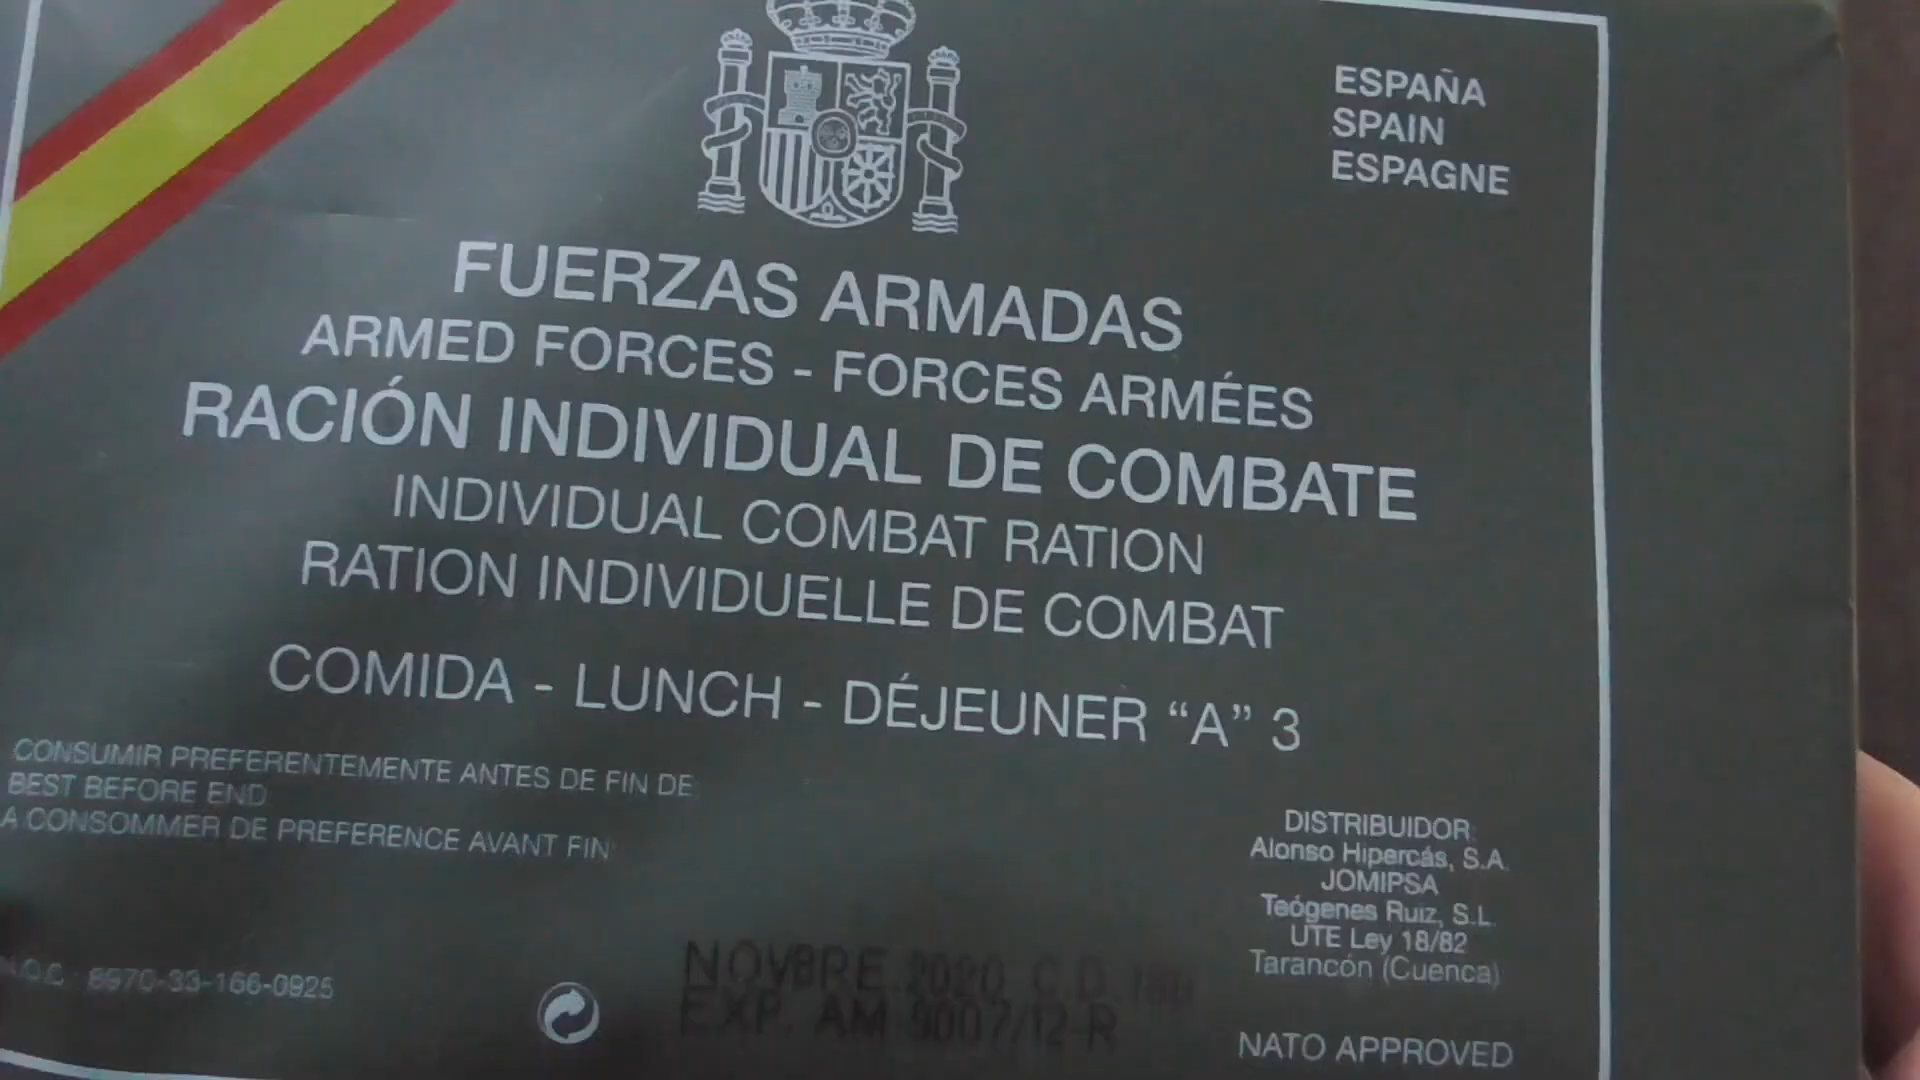 ESPAÑA
SPAIN
ESPAGNE
FUERZAS ARMADAS
ARMED FORCES - FORCES ARMÉES
RACIÓN INDIVIDUAL DE COMBATE
INDIVIDUAL COMBAT RATION
RATION INDIVIDUELLE DE COMBAT
COMIDA - LUNCH - DÉJEUNER “A” 3
CONSUMIR PREFERENTEMENTE ANTES DE FIN DE:
BEST BEFORE END
A CONSOMMER DE PREFERENCE AVANT FIN:
DISTRIBUIDOR:
Alonso Hipercás, S.A.
JOMIPSA
Teógenes Ruiz, S.L.
UTE Ley 18/82
Tarancón (Cuenca)
8970-33-166-0925
NOVBRE 2020 C.D.
EXP. AM 9007/12-R
NATO APPROVED